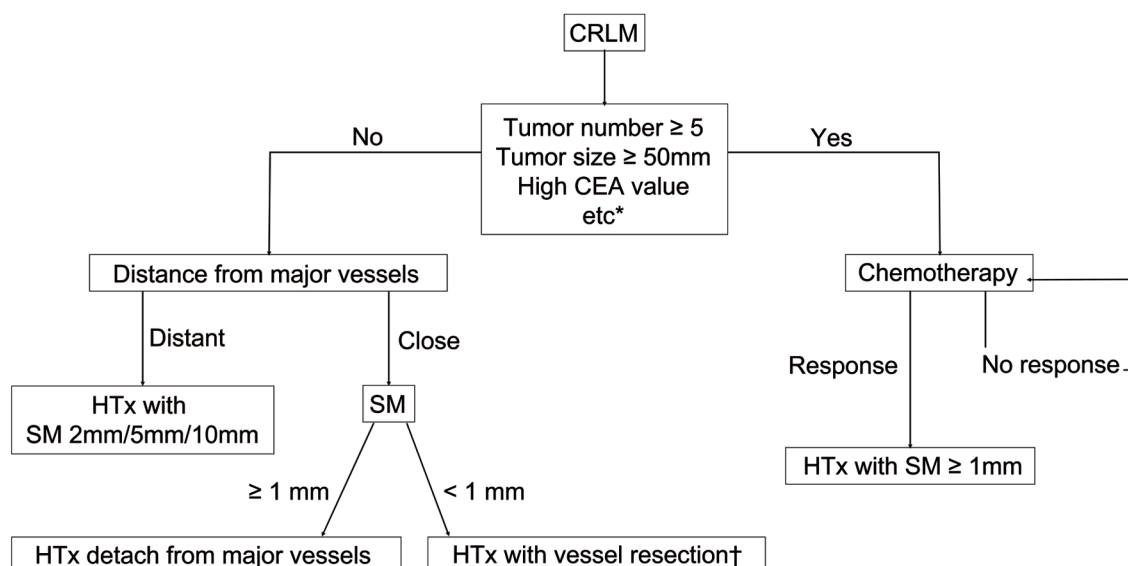 CRLM
Tumor number ≥ 5
Tumor size ≥ 50mm
High CEA value
etc*
No
Yes
Distance from major vessels
Chemotherapy
Distant
Close
Response
No response
HTx with
SM 2mm/5mm/10mm
SM
HTx with SM ≥ 1mm
≥ 1 mm
< 1 mm
HTx detach from major vessels
HTx with vessel resection†